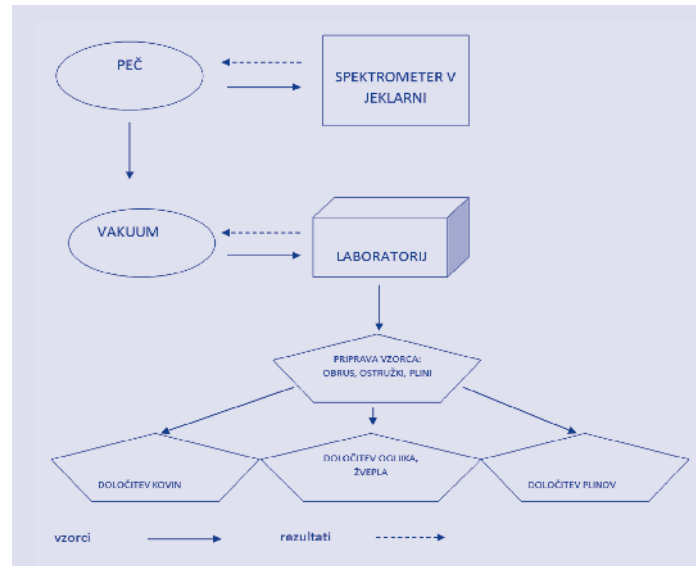 PEČ
SPEKTROMETER V
JEKLARNI
VAKUUM
LABORATORIJ
PRIPRAVA VZORCA:
OBRUS, OSTRUŽKI, PLINI
DOLOČITEV KOVIN
DOLOČITEV OGLJIKA,
ŽVEPLA
DOLOČITEV PLINOV
vzorci
rezultati